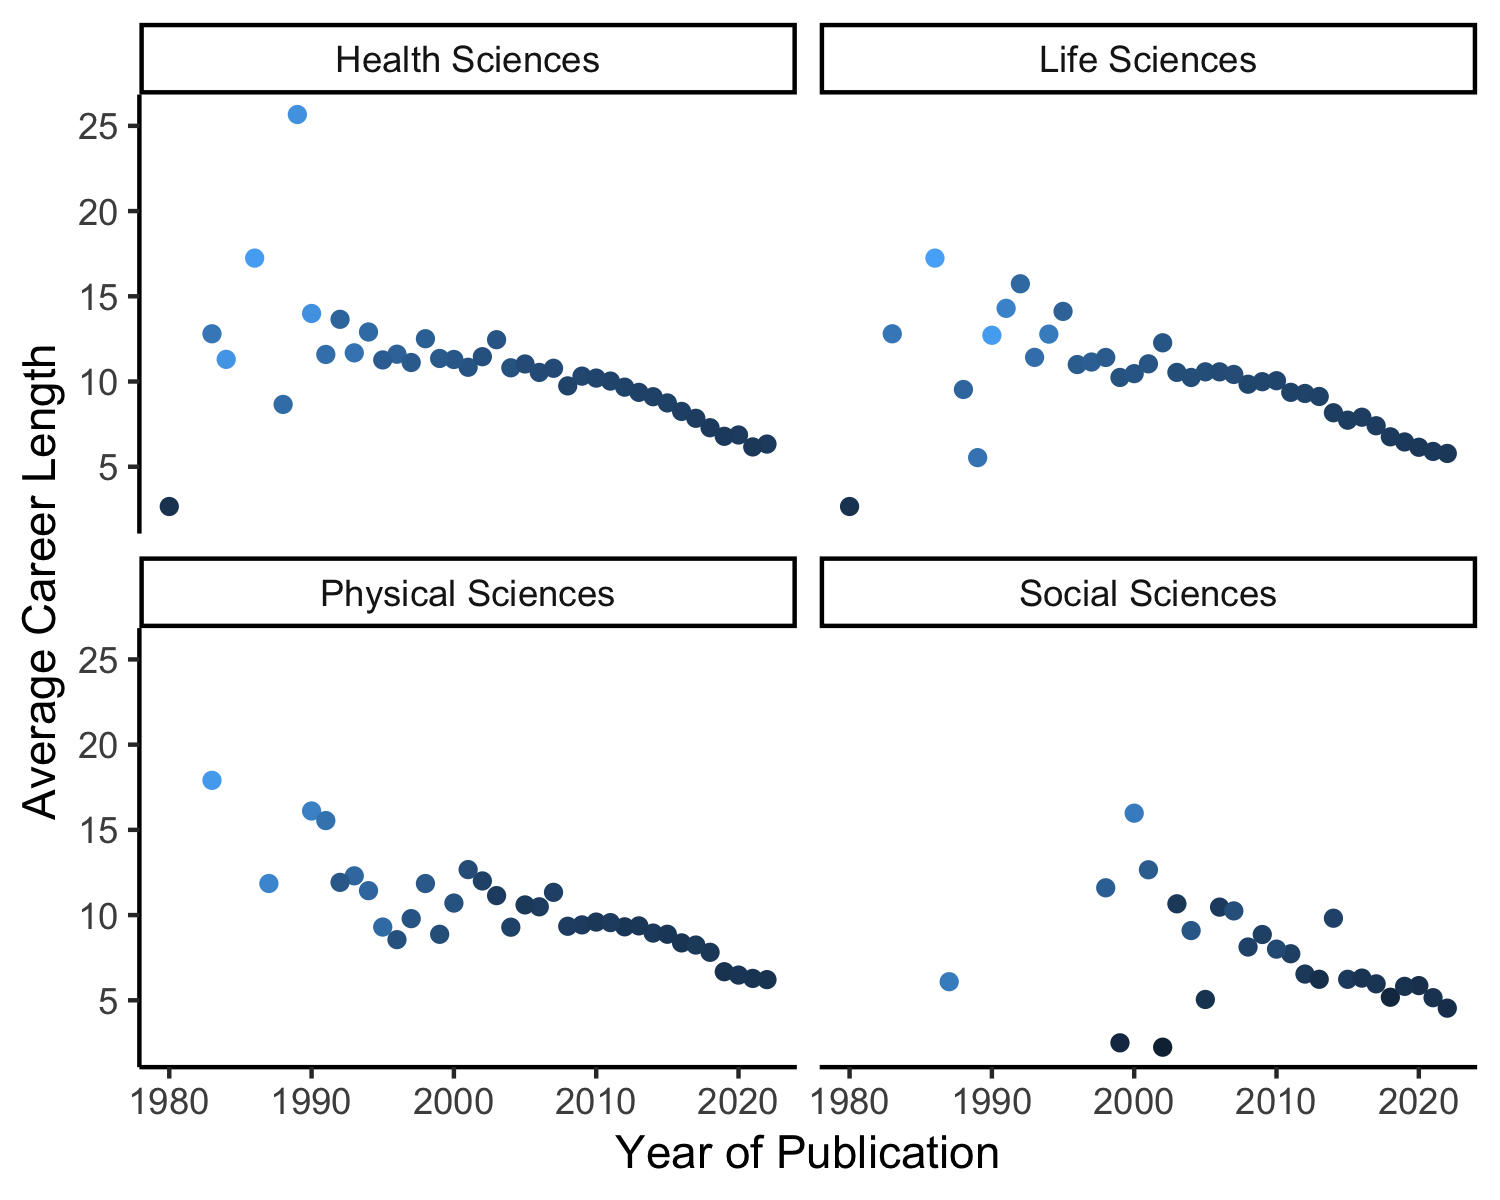 Health Sciences
Life Sciences
25
20
15
10
5
Physical Sciences
Social Sciences
25
20
15
10
5
1980 1990 2000 2010 2020
1980 1990 2000 2010 2020
Year of Publication
Average Career Length